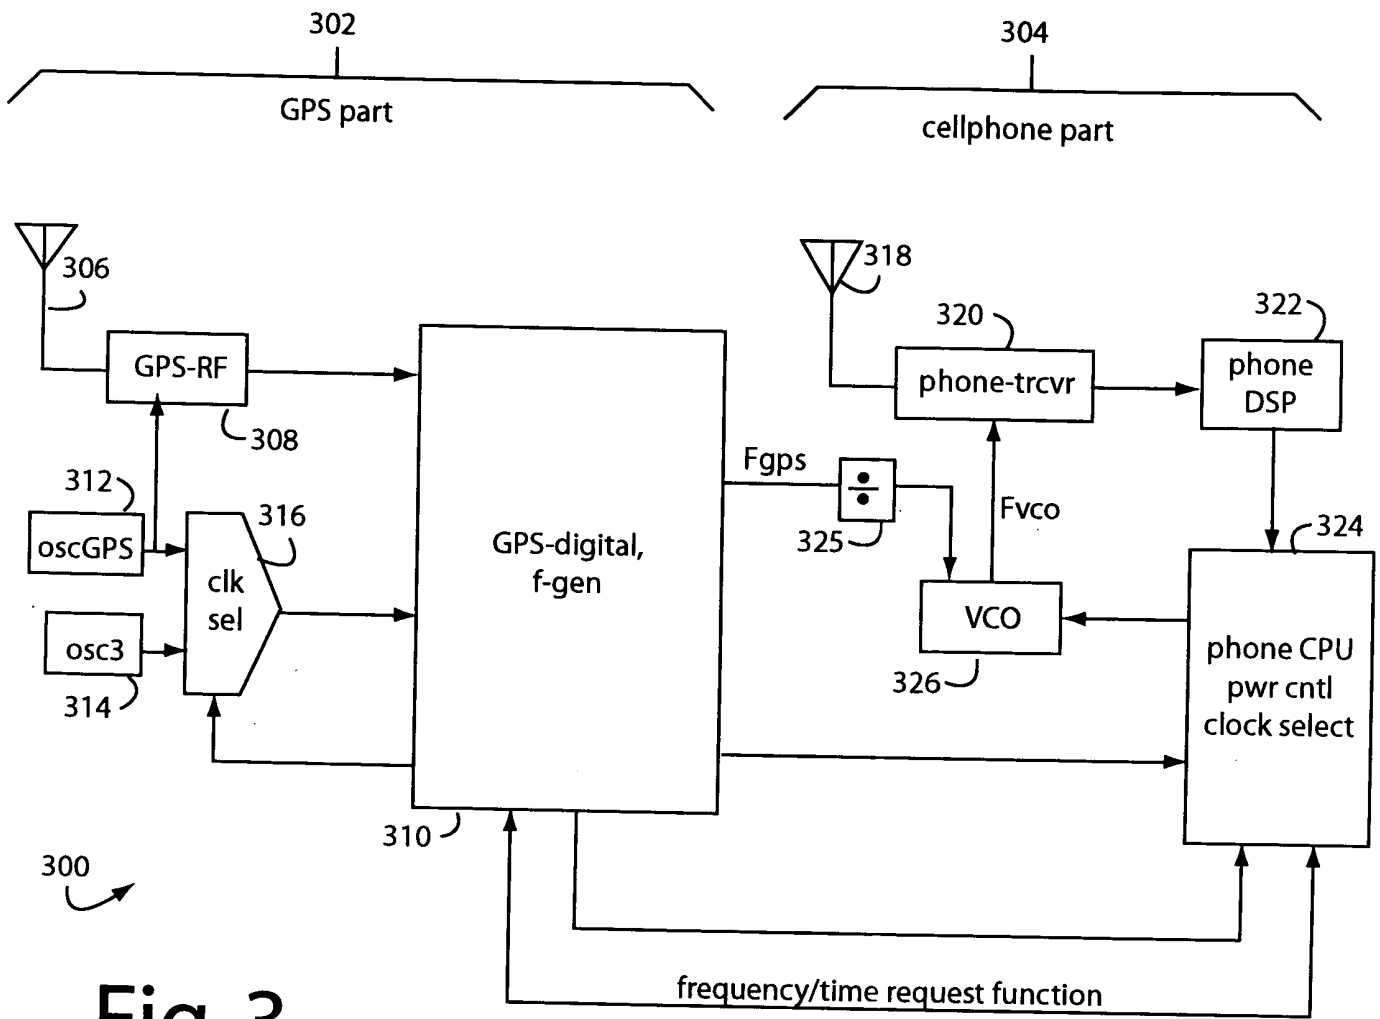 302
304
GPS part
cellphone part
306
318
320
322
GPS-RF
phone-trcvr
phone
DSP
308
Fgps
÷
Fvco
312
316
325
324
oscGPS
clk
sel
GPS-digital,
f-gen
VCO
osc3
phone CPU
pwr cntl
clock select
314
326
310
300
frequency/time request function
Fig. 3